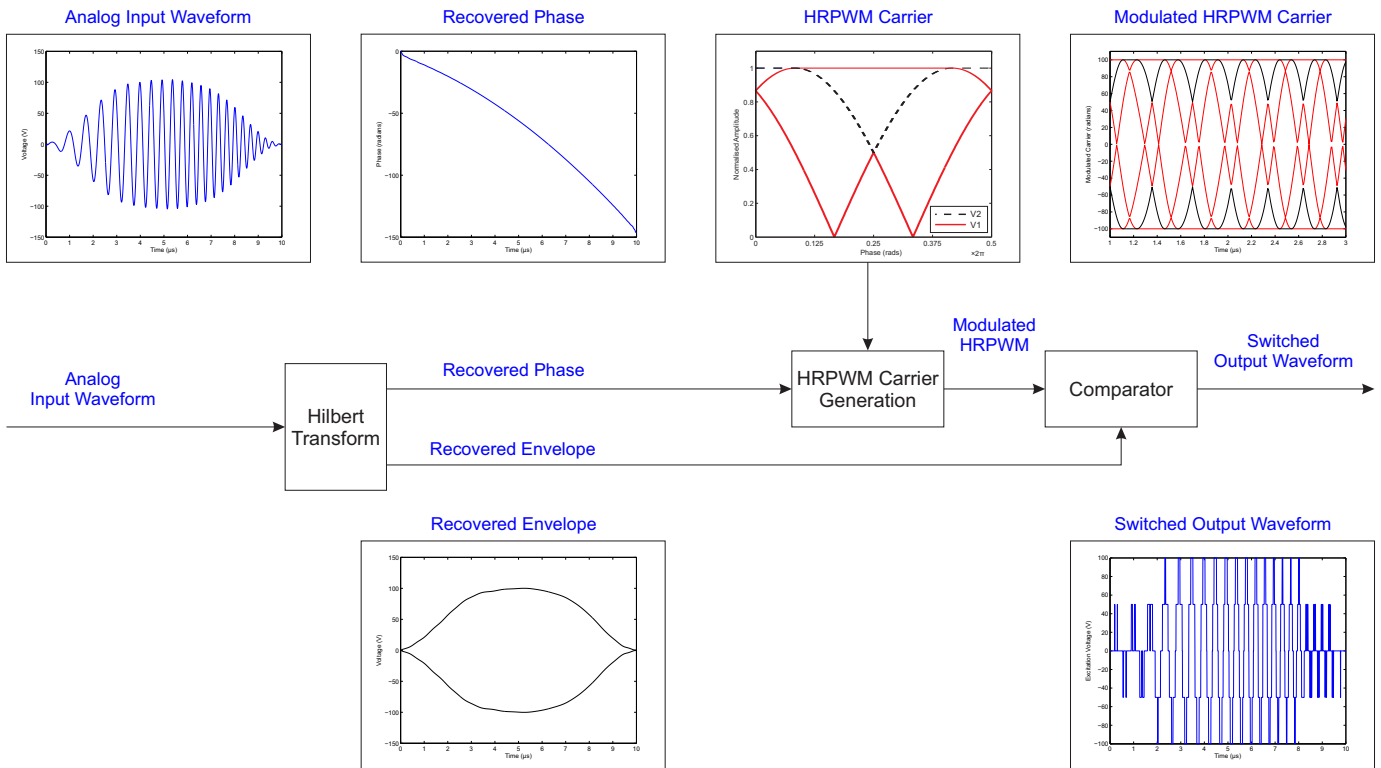 Analog Input Waveform
Recovered Phase
HRPWM Carrier
Modulated HRPWM Carrier
150
100
50
0
−50
−100
−150
Voltage (V)
0 1 2 3 4 5 6 7 8 9 10
Time (µs)
0
−50
−100
−150
Phase (radians)
0 1 2 3 4 5 6 7 8 9 10
Time (µs)
1
0.8
0.6
0.4
0.2
0
Normalised Amplitude
V2
V1
0 0.125 0.25 0.375 0.5
Phase (rads)
×2π
100
80
60
40
20
0
−20
−40
−60
−80
−100
Modulated Carrier (radians)
1 1.2 1.4 1.6 1.8 2 2.2 2.4 2.6 2.8 3
Time (µs)
Analog
Input Waveform
Hilbert
Transform
Recovered Phase
Recovered Envelope
HRPWM Carrier
Generation
Modulated
HRPWM
Comparator
Switched
Output Waveform
Recovered Envelope
Switched Output Waveform
150
100
50
0
−50
−100
−150
Voltage (V)
0 1 2 3 4 5 6 7 8 9 10
Time (µs)
100
80
60
40
20
0
−20
−40
−60
−80
−100
Excitation Voltage (V)
0 1 2 3 4 5 6 7 8 9 10
Time (µs)